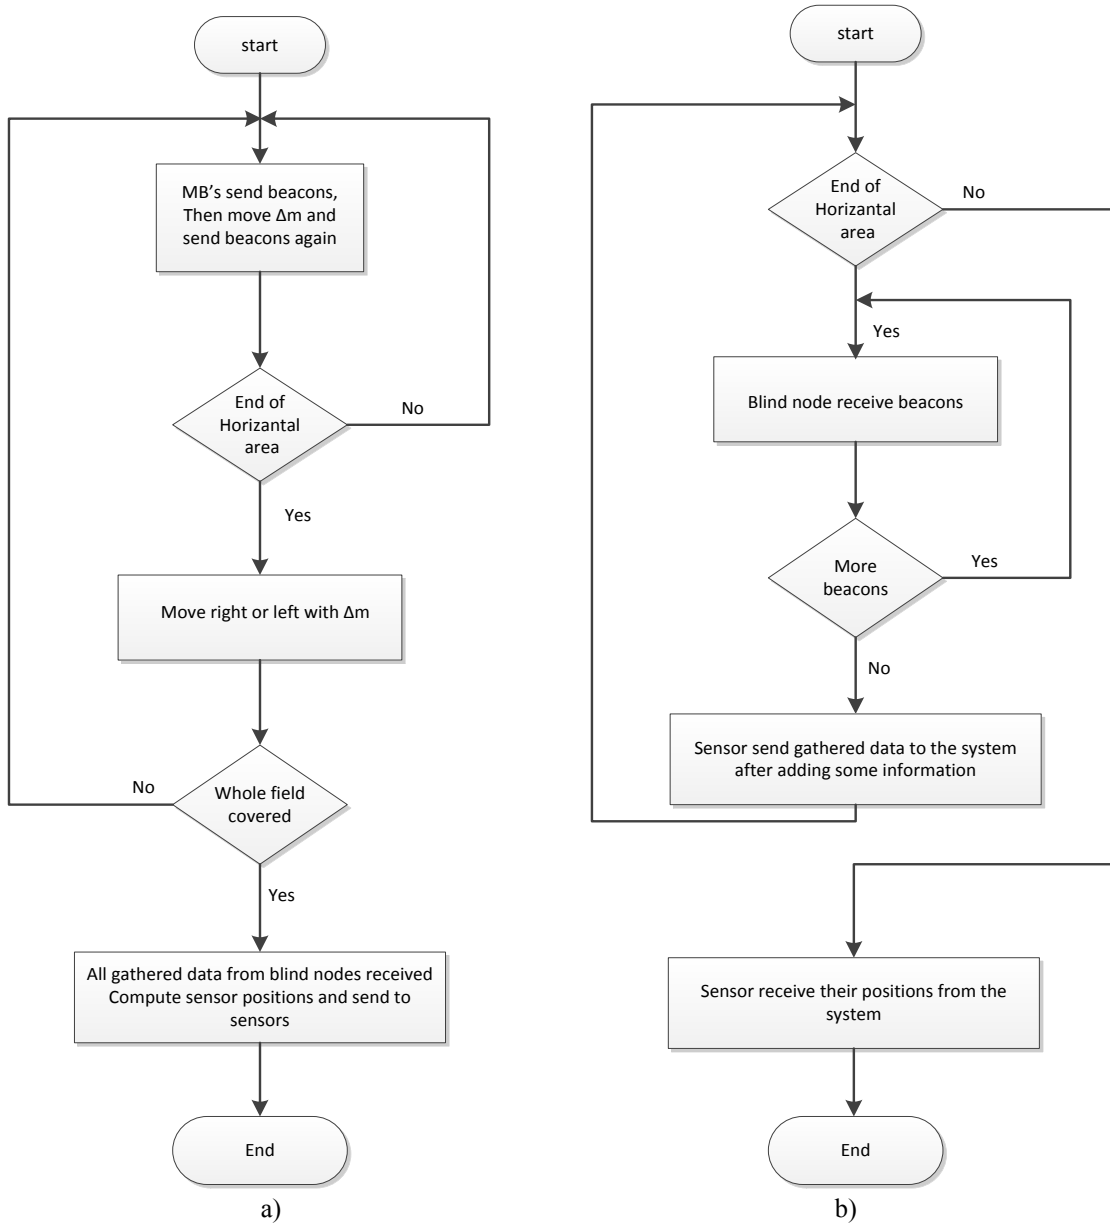 start
MB's send beacons,
Then move Δm and
send beacons again
End of
Horizantal
area
No
Yes
Move right or left with Δm
No
Whole field
covered
Yes
All gathered data from blind nodes received
Compute sensor positions and send to
sensors
End
a)
start
End of
Horizantal
area
No
Yes
Blind node receive beacons
More
beacons
Yes
No
Sensor send gathered data to the system
after adding some information
Sensor receive their positions from the
system
End
b)